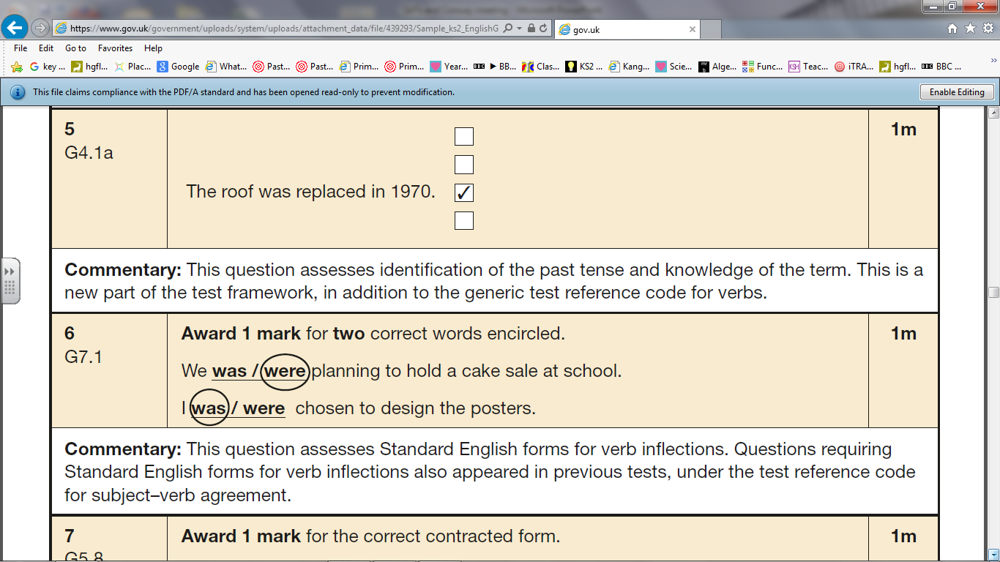 https://www.gov.uk/government/uploads/system/uploads/attachment_data/file/439293/Sample_ks2_EnglishG
gov.uk
File Edit Go to Favorites Help
key ... hgfl... Plac... Google What... Past... Past... Prim... Prim... Year... BBC BB... Clas... KS2 ... Kang... Scie... Alge... Func... KSH Teac... iTRA... hgfl... BBC BBC ...
This file claims compliance with the PDF/A standard and has been opened read-only to prevent modification.
Enable Editing
5 1m
G4.1a
The roof was replaced in 1970. ✓
Commentary: This question assesses identification of the past tense and knowledge of the term. This is a
new part of the test framework, in addition to the generic test reference code for verbs.
6 Award 1 mark for two correct words encircled. 1m
G7.1
We was / were planning to hold a cake sale at school.
I was / were chosen to design the posters.
Commentary: This question assesses Standard English forms for verb inflections. Questions requiring
Standard English forms for verb inflections also appeared in previous tests, under the test reference code
for subject–verb agreement.
7 Award 1 mark for the correct contracted form. 1m
G5.8